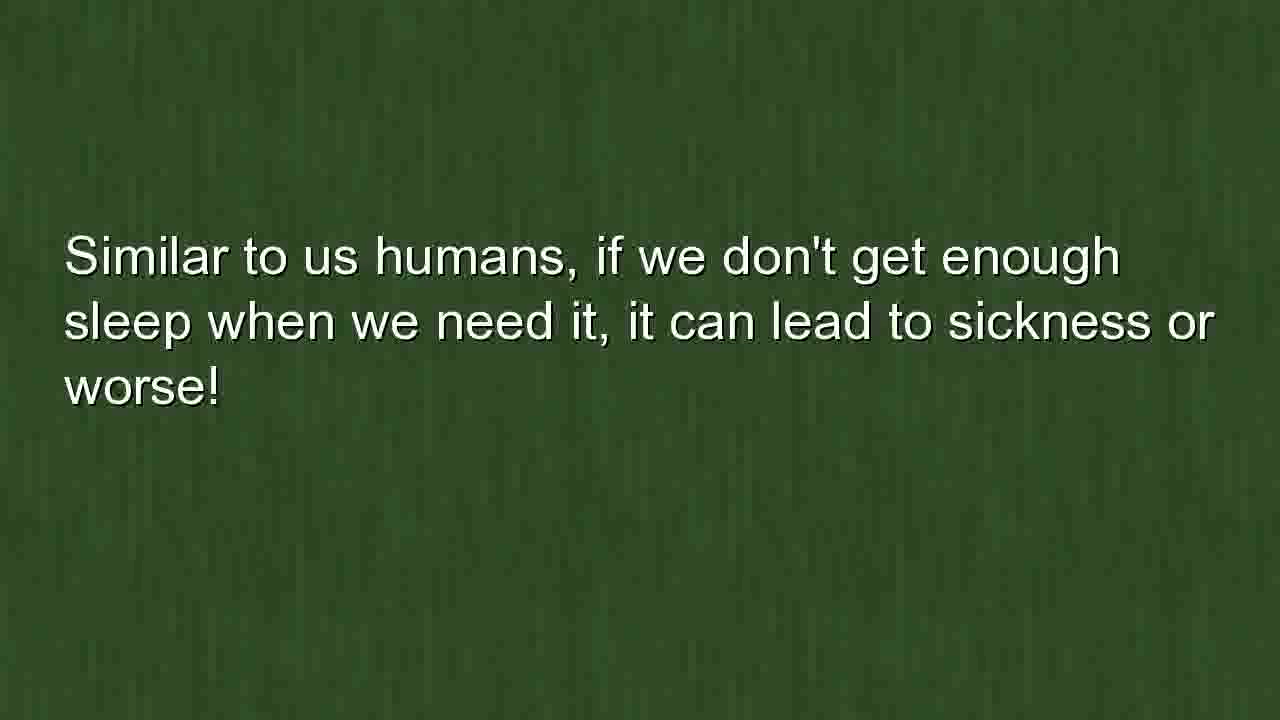 Similar to us humans, if we don't get enough
sleep when we need it, it can lead to sickness or
worse!